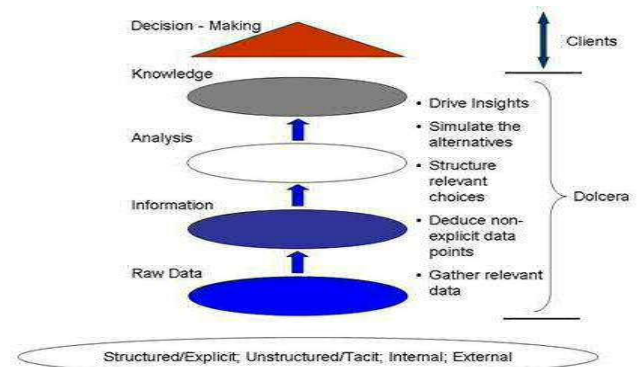 Decision - Making
Clients
Knowledge
• Drive Insights
• Simulate the
alternatives
Analysis
• Structure
relevant
choices
Information
Dolcera
• Deduce non-
explicit data
points
Raw Data
• Gather relevant
data
Structured/Explicit; Unstructured/Tacit; Internal; External